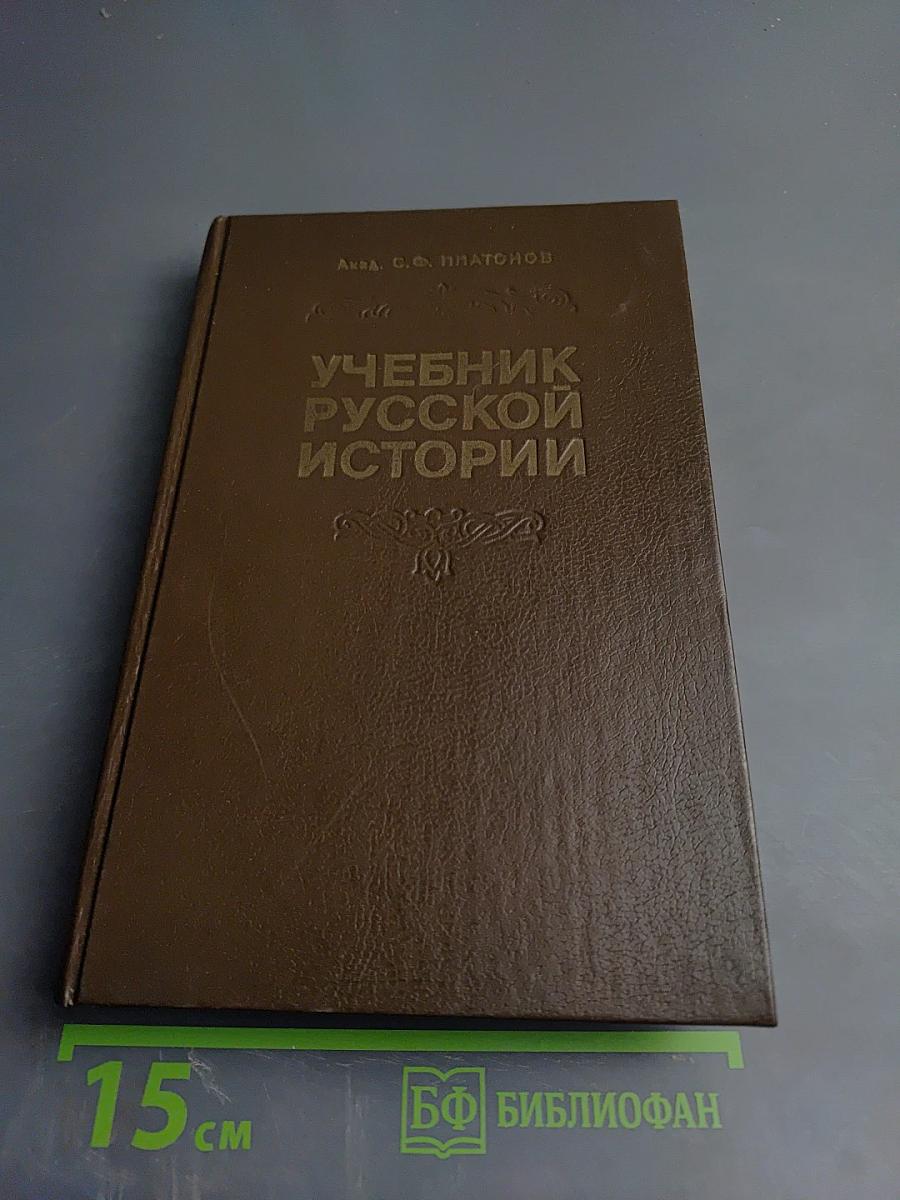 Акад. С.Ф. ПЛАТОНОВ
УЧЕБНИК
РУССКОЙ
ИСТОРИИ
15 см
БФ БИБЛИОФАН